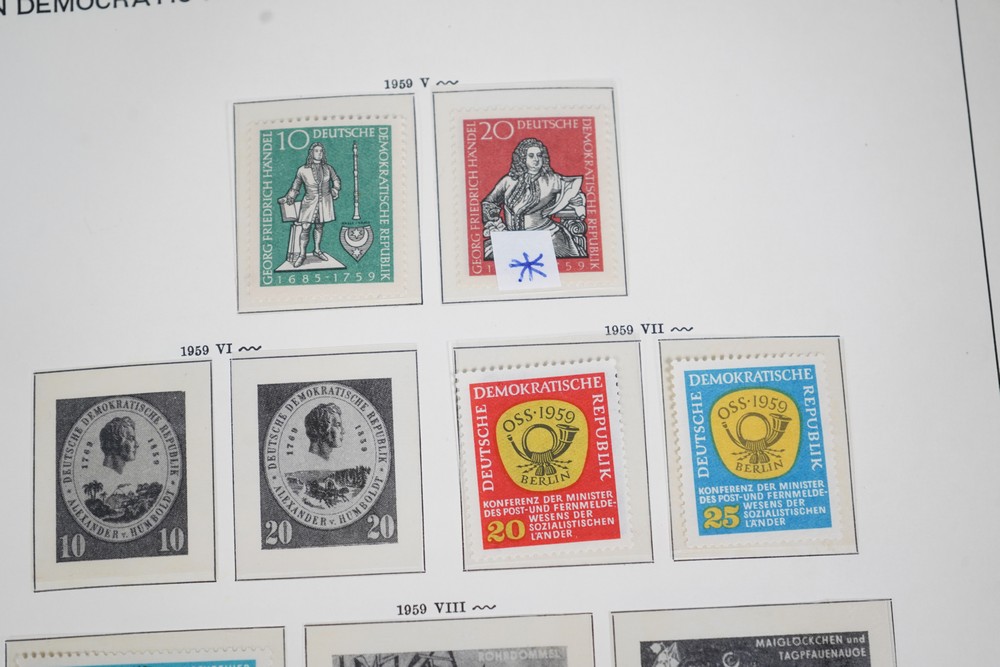 N DEMOCRATIS
1959 V
10 DEUTSCHE
DEMOKRATISCHE REPUBLIK
GEORG FRIEDRICH HÄNDEL
1685-1759
20 DEUTSCHE
DEMOKRATISCHE REPUBLIK
GEORG FRIEDRICH HÄNDEL
1 59
1959 VI
1959 VII
DEUTSCHE DEMOKRATISCHE REPUBLIK
1769 1859
ALEXANDER v. HUMBOLDT
10 10
DEUTSCHE DEMOKRATISCHE REPUBLIK
1769 1859
ALEXANDER v. HUMBOLDT
20 20
DEUTSCHE
DEMOKRATISCHE
REPUBLIK
OSS·1959
BERLIN
KONFERENZ DER MINISTER
DES POST-UND FERNMELDE-
WESENS DER
SOZIALISTISCHEN
LÄNDER
20
DEUTSCHE
DEMOKRATISCHE
REPUBLIK
OSS·1959
BERLIN
KONFERENZ DER MINISTER
DES POST-UND FERNMELDE-
WESENS DER
SOZIALISTISCHEN
LÄNDER
25
1959 VIII
ROHRDOMMEL
MAIGLÖCKCHEN und
TAGPFAUENAUGE